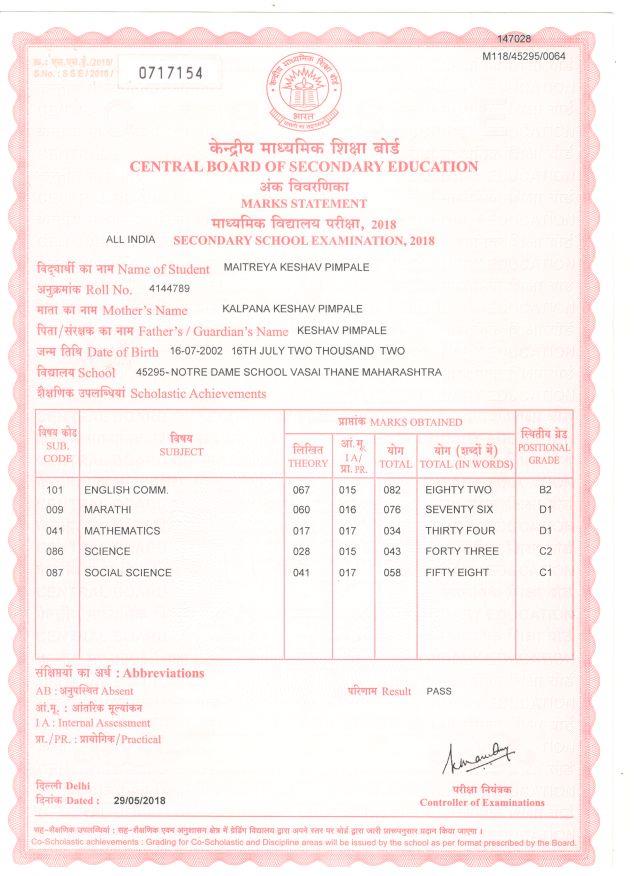 147028
M118/45295/0064
क्र.: एस.एस.ई./2018/
S.No. : S S E / 2018 /
0717154
केन्द्रीय माध्यमिक शिक्षा बोर्ड
भारत
केन्द्रीय माध्यमिक शिक्षा बोर्ड
CENTRAL BOARD OF SECONDARY EDUCATION
अंक विवरणिका
MARKS STATEMENT
माध्यमिक विद्यालय परीक्षा, 2018
ALL INDIA SECONDARY SCHOOL EXAMINATION, 2018
विद्यार्थी का नाम Name of Student MAITREYA KESHAV PIMPALE
अनुक्रमांक Roll No. 4144789
माता का नाम Mother's Name KALPANA KESHAV PIMPALE
पिता/संरक्षक का नाम Father's / Guardian's Name KESHAV PIMPALE
जन्म तिथि Date of Birth 16-07-2002 16TH JULY TWO THOUSAND TWO
विद्यालय School 45295- NOTRE DAME SCHOOL VASAI THANE MAHARASHTRA
शैक्षणिक उपलब्धियां Scholastic Achievements
विषय कोड SUB. CODE
विषय SUBJECT
प्राप्तांक MARKS OBTAINED
लिखित THEORY
आं.मू. I A / प्रा. PR.
योग TOTAL
योग (शब्दों में) TOTAL (IN WORDS)
स्थितीय ग्रेड POSITIONAL GRADE
101 ENGLISH COMM. 067 015 082 EIGHTY TWO B2
009 MARATHI 060 016 076 SEVENTY SIX D1
041 MATHEMATICS 017 017 034 THIRTY FOUR D1
086 SCIENCE 028 015 043 FORTY THREE C2
087 SOCIAL SCIENCE 041 017 058 FIFTY EIGHT C1
संक्षिप्तियों का अर्थ : Abbreviations
AB : अनुपस्थित Absent
परिणाम Result PASS
आं.मू. : आंतरिक मूल्यांकन
I A : Internal Assessment
प्रा./PR. : प्रायोगिक/Practical
दिल्ली Delhi
दिनांक Dated : 29/05/2018
परीक्षा नियंत्रक
Controller of Examinations
सह-शैक्षणिक उपलब्धियां : सह-शैक्षणिक एवम अनुशासन क्षेत्र में ग्रेडिंग विद्यालय द्वारा अपने स्तर पर बोर्ड द्वारा जारी प्रारूपनुसार प्रदान किया जाएगा ।
Co-Scholastic achievements : Grading for Co-Scholastic and Discipline areas will be issued by the school as per format prescribed by the Board.